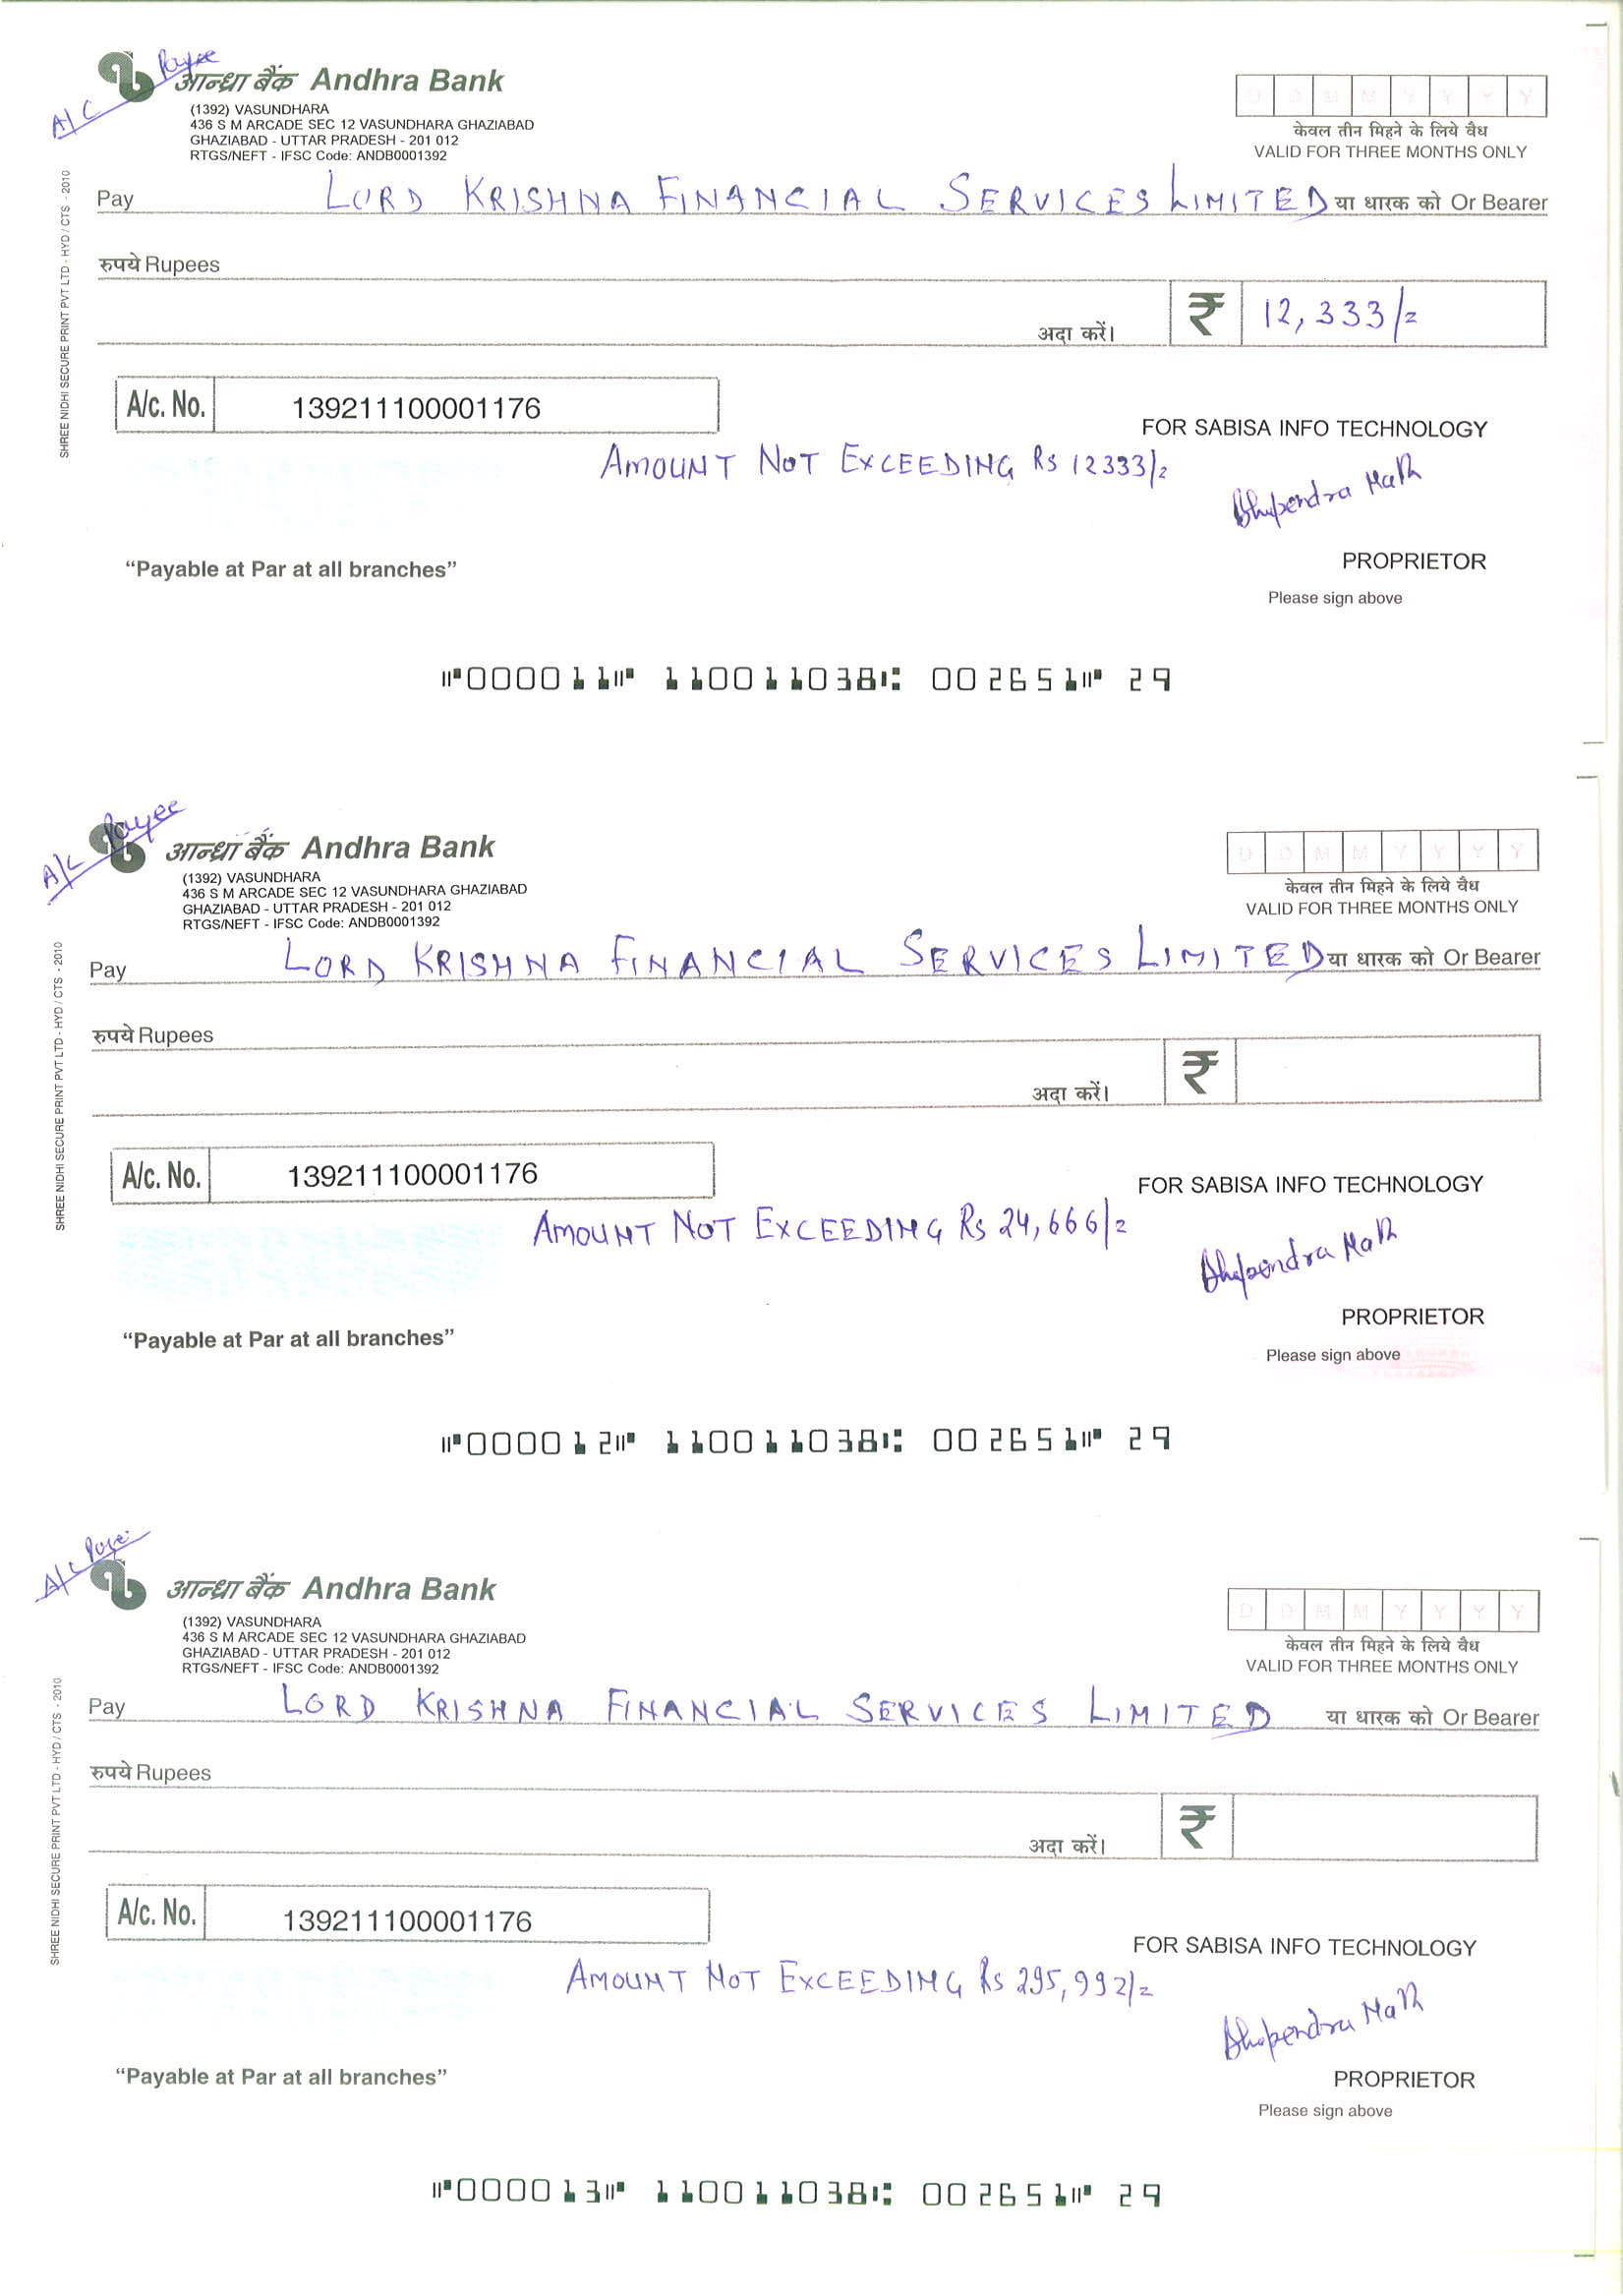 A/C Payee
आन्ध्रा बैंक Andhra Bank
(1392) VASUNDHARA
436 S M ARCADE SEC 12 VASUNDHARA GHAZIABAD
GHAZIABAD - UTTAR PRADESH - 201 012
RTGS/NEFT - IFSC Code: ANDB0001392
D D M M Y Y Y Y
केवल तीन मिहने के लिये वैध
VALID FOR THREE MONTHS ONLY
Pay LORD KRISHNA FINANCIAL SERVICES LIMITED या धारक को Or Bearer
रुपये Rupees
अदा करें। ₹ 12,333/=
A/c. No. 139211100001176
FOR SABISA INFO TECHNOLOGY
AMOUNT NOT EXCEEDING Rs 12333/=
Bhupendra Nath
"Payable at Par at all branches"
PROPRIETOR
Please sign above
SHREE NIDHI SECURE PRINT PVT LTD - HYD / CTS - 2010
⑈000011⑈ 110011038⑆ 002651⑈ 29
A/C Payee
आन्ध्रा बैंक Andhra Bank
(1392) VASUNDHARA
436 S M ARCADE SEC 12 VASUNDHARA GHAZIABAD
GHAZIABAD - UTTAR PRADESH - 201 012
RTGS/NEFT - IFSC Code: ANDB0001392
D D M M Y Y Y Y
केवल तीन मिहने के लिये वैध
VALID FOR THREE MONTHS ONLY
Pay LORD KRISHNA FINANCIAL SERVICES LIMITED या धारक को Or Bearer
रुपये Rupees
अदा करें। ₹
A/c. No. 139211100001176
FOR SABISA INFO TECHNOLOGY
AMOUNT NOT EXCEEDING Rs 24,666/=
Bhupendra Nath
"Payable at Par at all branches"
PROPRIETOR
Please sign above
SHREE NIDHI SECURE PRINT PVT LTD - HYD / CTS - 2010
⑈000012⑈ 110011038⑆ 002651⑈ 29
A/C Payee
आन्ध्रा बैंक Andhra Bank
(1392) VASUNDHARA
436 S M ARCADE SEC 12 VASUNDHARA GHAZIABAD
GHAZIABAD - UTTAR PRADESH - 201 012
RTGS/NEFT - IFSC Code: ANDB0001392
D D M M Y Y Y Y
केवल तीन मिहने के लिये वैध
VALID FOR THREE MONTHS ONLY
Pay LORD KRISHNA FINANCIAL SERVICES LIMITED या धारक को Or Bearer
रुपये Rupees
अदा करें। ₹
A/c. No. 139211100001176
FOR SABISA INFO TECHNOLOGY
AMOUNT NOT EXCEEDING Rs 295,992/=
Bhupendra Nath
"Payable at Par at all branches"
PROPRIETOR
Please sign above
SHREE NIDHI SECURE PRINT PVT LTD - HYD / CTS - 2010
⑈000013⑈ 110011038⑆ 002651⑈ 29